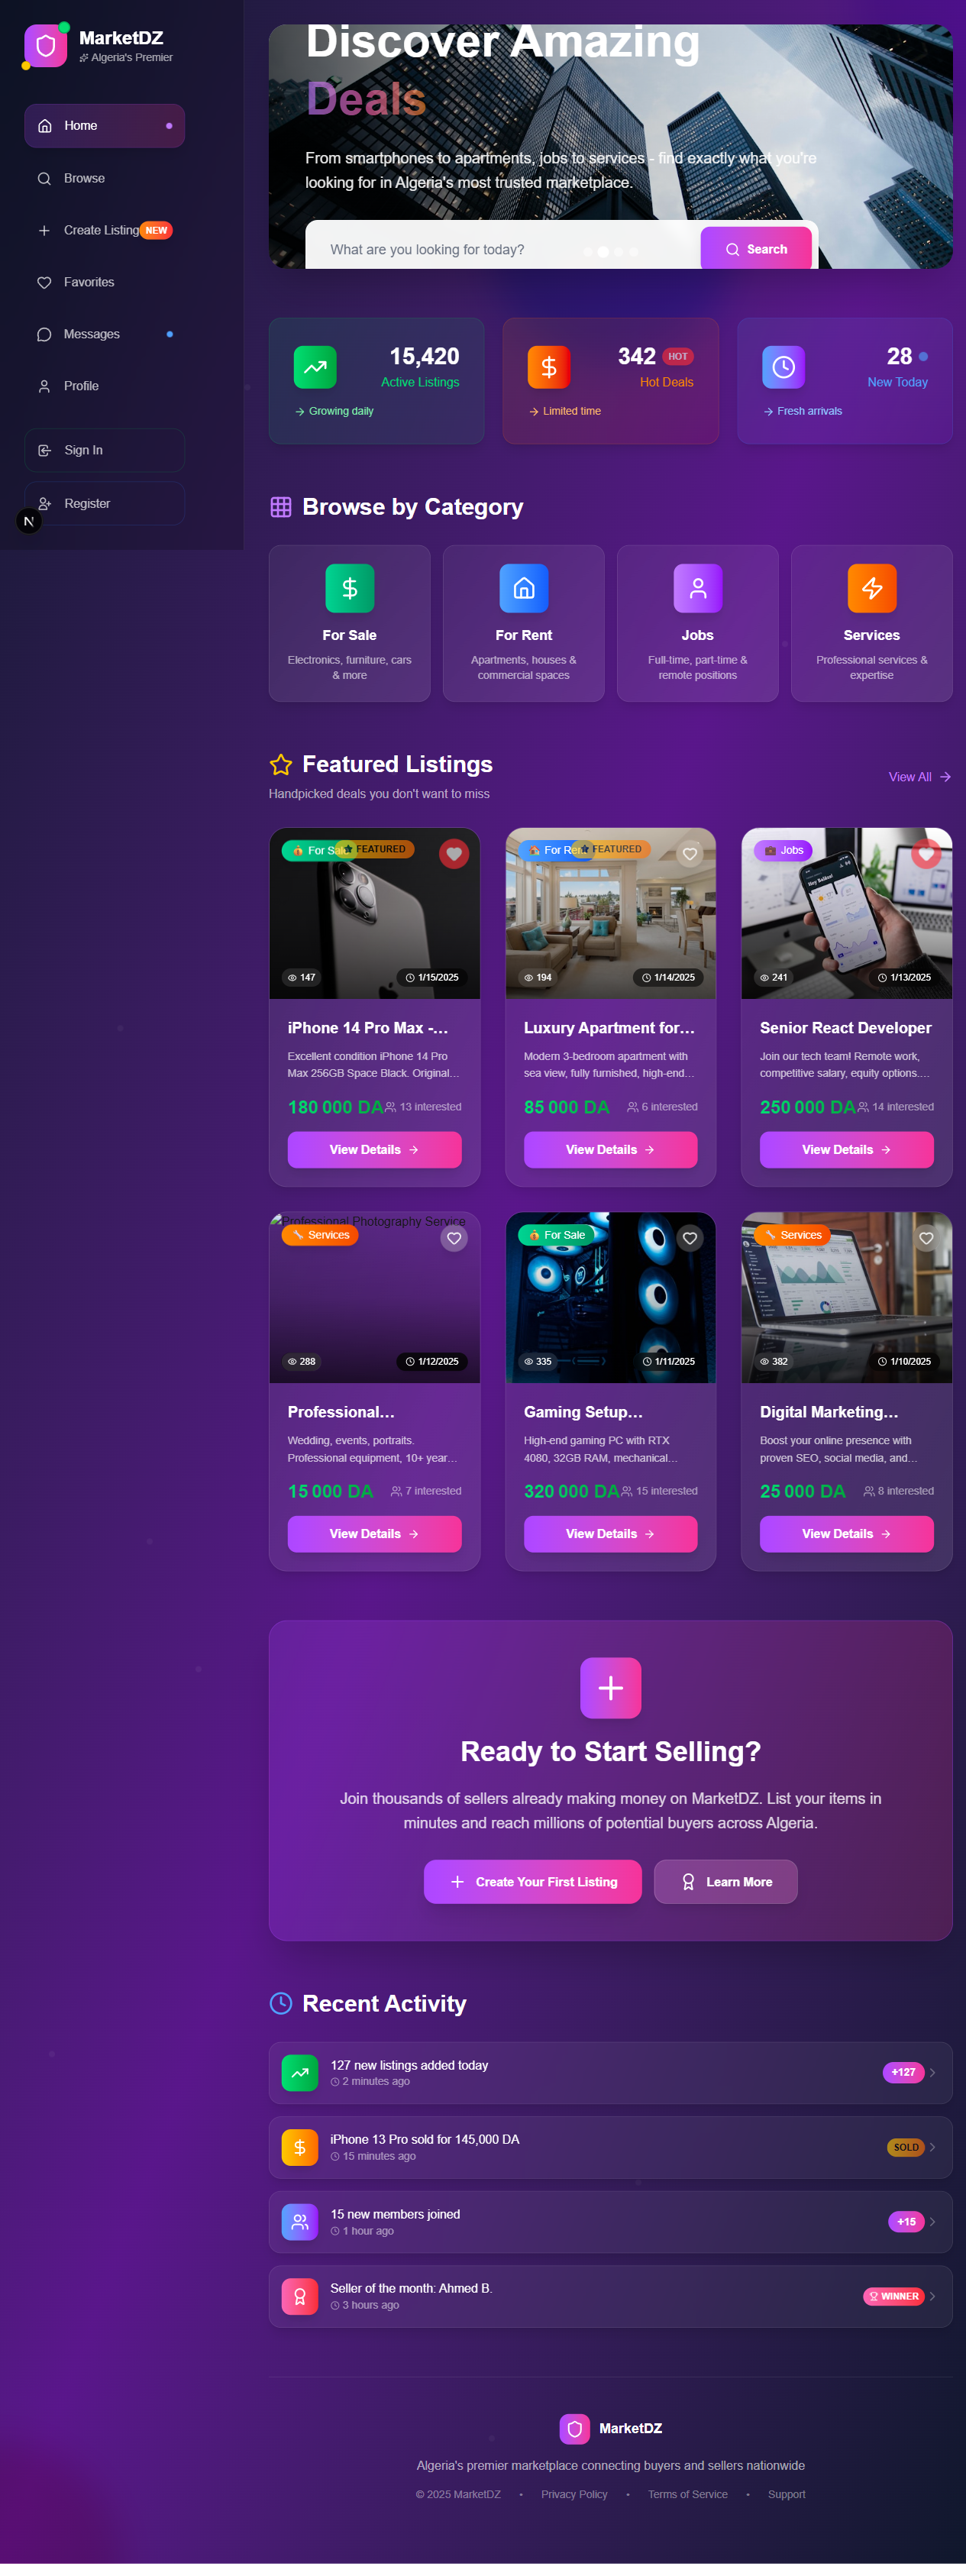 MarketDZ
Algeria's Premier
Home
Browse
Create Listing NEW
Favorites
Messages
Profile
Sign In
Register
N
Discover Amazing
Deals
From smartphones to apartments, jobs to services - find exactly what you're
looking for in Algeria's most trusted marketplace.
What are you looking for today?
Search
15,420
Active Listings
Growing daily
342 HOT
Hot Deals
Limited time
28
New Today
Fresh arrivals
Browse by Category
For Sale
Electronics, furniture, cars
& more
For Rent
Apartments, houses &
commercial spaces
Jobs
Full-time, part-time &
remote positions
Services
Professional services &
expertise
Featured Listings
Handpicked deals you don't want to miss
View All
For Sale FEATURED
147 1/15/2025
iPhone 14 Pro Max -...
Excellent condition iPhone 14 Pro
Max 256GB Space Black. Original...
180 000 DA 13 interested
View Details
For Rent FEATURED
194 1/14/2025
Luxury Apartment for...
Modern 3-bedroom apartment with
sea view, fully furnished, high-end...
85 000 DA 6 interested
View Details
Jobs
241 1/13/2025
Senior React Developer
Join our tech team! Remote work,
competitive salary, equity options....
250 000 DA 14 interested
View Details
Professional Photography Service
Services
288 1/12/2025
Professional...
Wedding, events, portraits.
Professional equipment, 10+ year...
15 000 DA 7 interested
View Details
For Sale
335 1/11/2025
Gaming Setup...
High-end gaming PC with RTX
4080, 32GB RAM, mechanical...
320 000 DA 15 interested
View Details
Services
382 1/10/2025
Digital Marketing...
Boost your online presence with
proven SEO, social media, and...
25 000 DA 8 interested
View Details
Ready to Start Selling?
Join thousands of sellers already making money on MarketDZ. List your items in
minutes and reach millions of potential buyers across Algeria.
Create Your First Listing
Learn More
Recent Activity
127 new listings added today
2 minutes ago
+127
iPhone 13 Pro sold for 145,000 DA
15 minutes ago
SOLD
15 new members joined
1 hour ago
+15
Seller of the month: Ahmed B.
3 hours ago
WINNER
MarketDZ
Algeria's premier marketplace connecting buyers and sellers nationwide
© 2025 MarketDZ • Privacy Policy • Terms of Service • Support